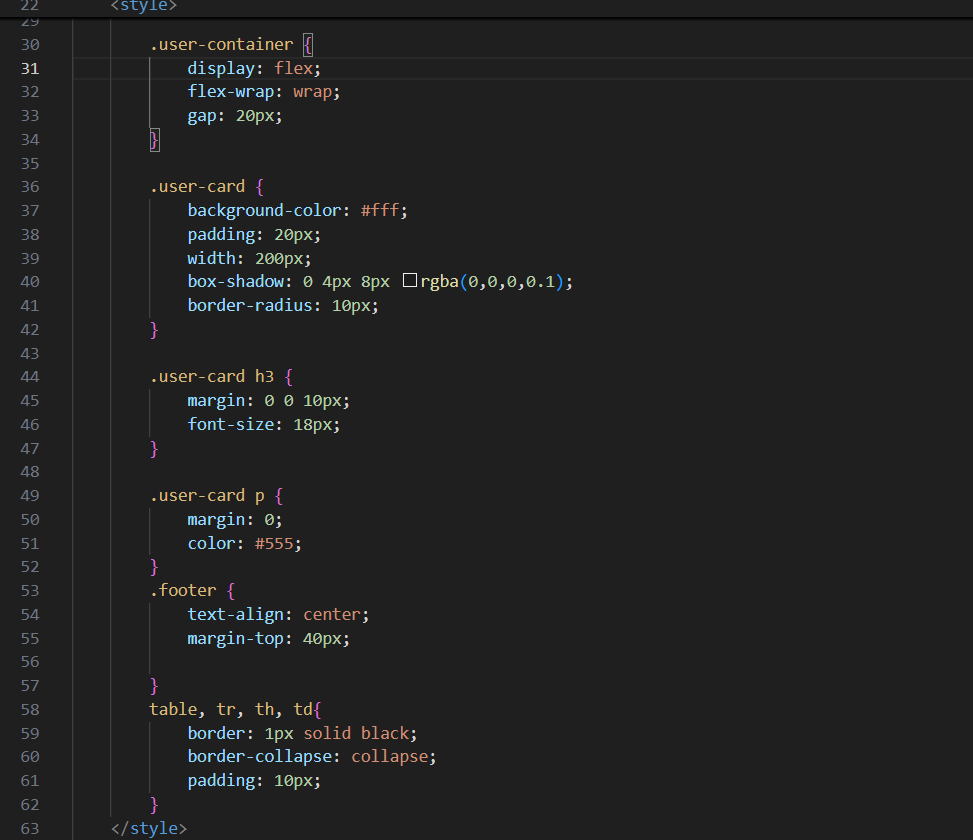 22 <style>
29
30 .user-container {
31 display: flex;
32 flex-wrap: wrap;
33 gap: 20px;
34 }
35
36 .user-card {
37 background-color: #fff;
38 padding: 20px;
39 width: 200px;
40 box-shadow: 0 4px 8px rgba(0,0,0,0.1);
41 border-radius: 10px;
42 }
43
44 .user-card h3 {
45 margin: 0 0 10px;
46 font-size: 18px;
47 }
48
49 .user-card p {
50 margin: 0;
51 color: #555;
52 }
53 .footer {
54 text-align: center;
55 margin-top: 40px;
56
57 }
58 table, tr, th, td{
59 border: 1px solid black;
60 border-collapse: collapse;
61 padding: 10px;
62 }
63 </style>